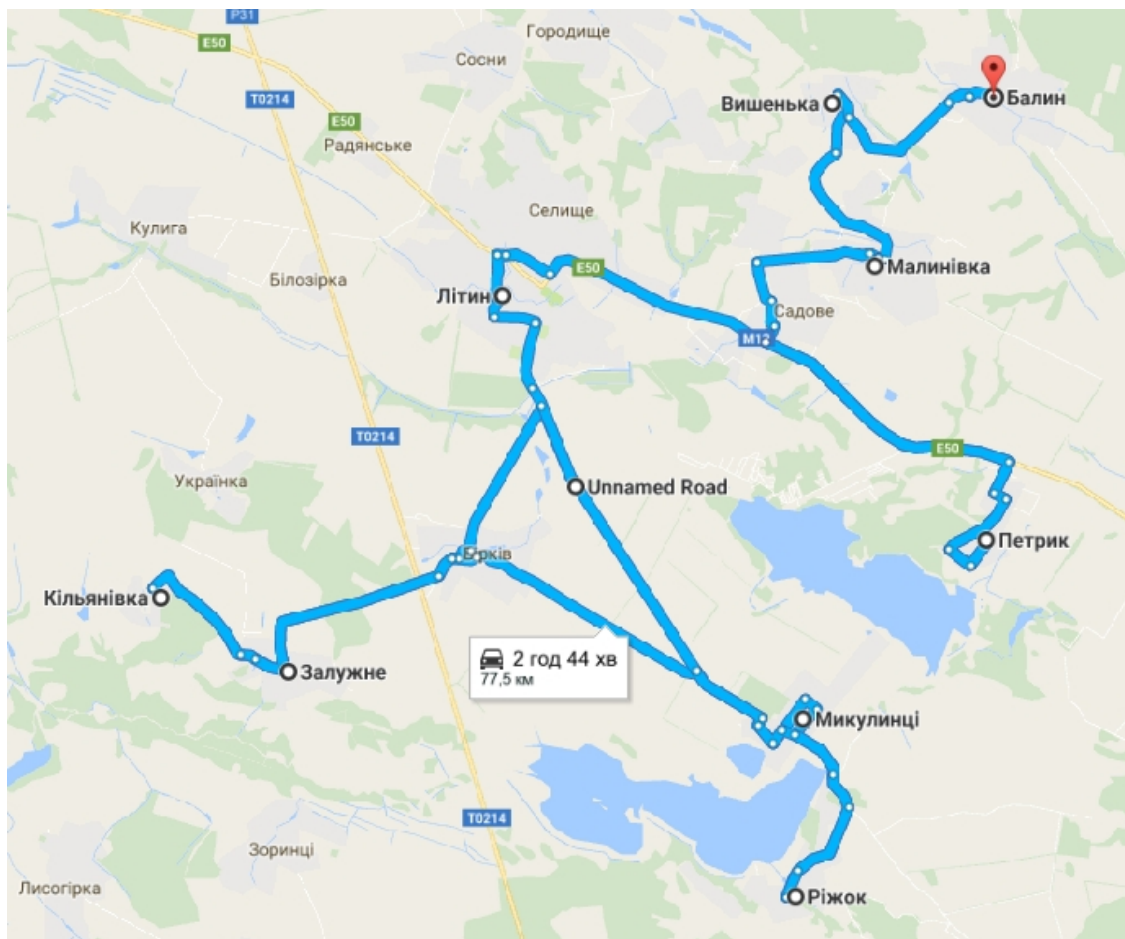 P31
Городище
E50
Сосни
T0214
Вишенька
Балин
E50
Радянське
Селище
Кулига
Білозірка
E50
Малинівка
Літин
Садове
M12
T0214
E50
Українка
Unnamed Road
Петрик
Бірків
Кільянівка
2 год 44 хв
77,5 км
Залужне
Микулинці
T0214
Зоринці
Лисогірка
Ріжок